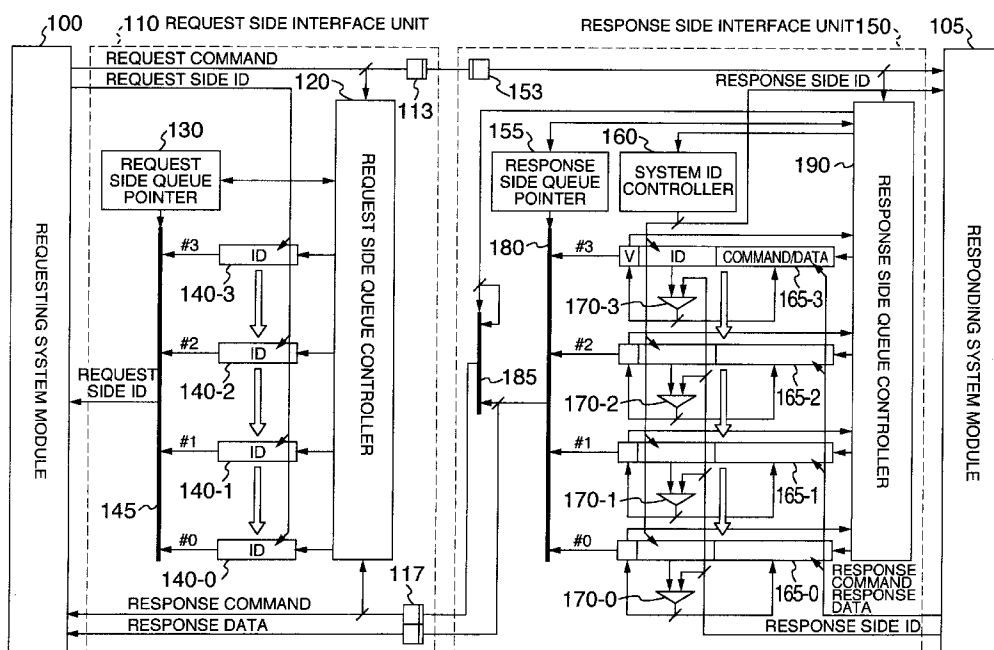 100
110 REQUEST SIDE INTERFACE UNIT
RESPONSE SIDE INTERFACE UNIT 150
105
REQUEST COMMAND
REQUEST SIDE ID
120
113
153
RESPONSE SIDE ID
130
REQUEST
SIDE QUEUE
POINTER
155
RESPONSE
SIDE QUEUE
POINTER
160
SYSTEM ID
CONTROLLER
190
REQUESTING SYSTEM MODULE
REQUEST SIDE QUEUE CONTROLLER
RESPONSE SIDE QUEUE CONTROLLER
RESPONDING SYSTEM MODULE
#3
ID
140-3
180
#3
V
ID
COMMAND/DATA
170-3
165-3
#2
ID
140-2
REQUEST
SIDE ID
185
#2
170-2
165-2
#1
ID
140-1
145
#1
170-1
165-1
#0
ID
140-0
#0
170-0
165-0
117
RESPONSE COMMAND
RESPONSE DATA
RESPONSE
COMMAND
RESPONSE
DATA
RESPONSE SIDE ID